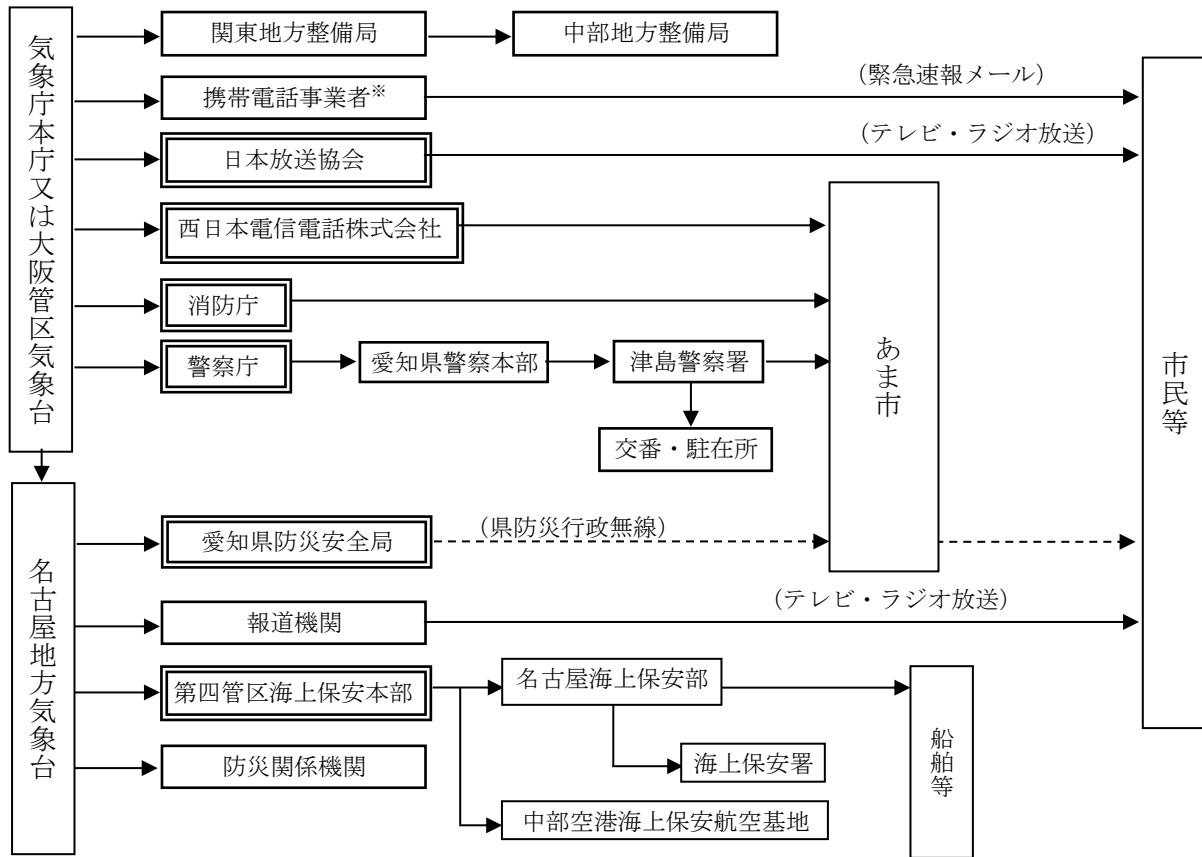 気象庁本庁又は大阪管区気象台
関東地方整備局
中部地方整備局
携帯電話事業者※
(緊急速報メール)
日本放送協会
(テレビ・ラジオ放送)
西日本電信電話株式会社
消防庁
警察庁
愛知県警察本部
津島警察署
交番・駐在所
あま市
市民等
名古屋地方気象台
愛知県防災安全局
(県防災行政無線)
報道機関
(テレビ・ラジオ放送)
第四管区海上保安本部
名古屋海上保安部
海上保安署
船舶等
防災関係機関
中部空港海上保安航空基地